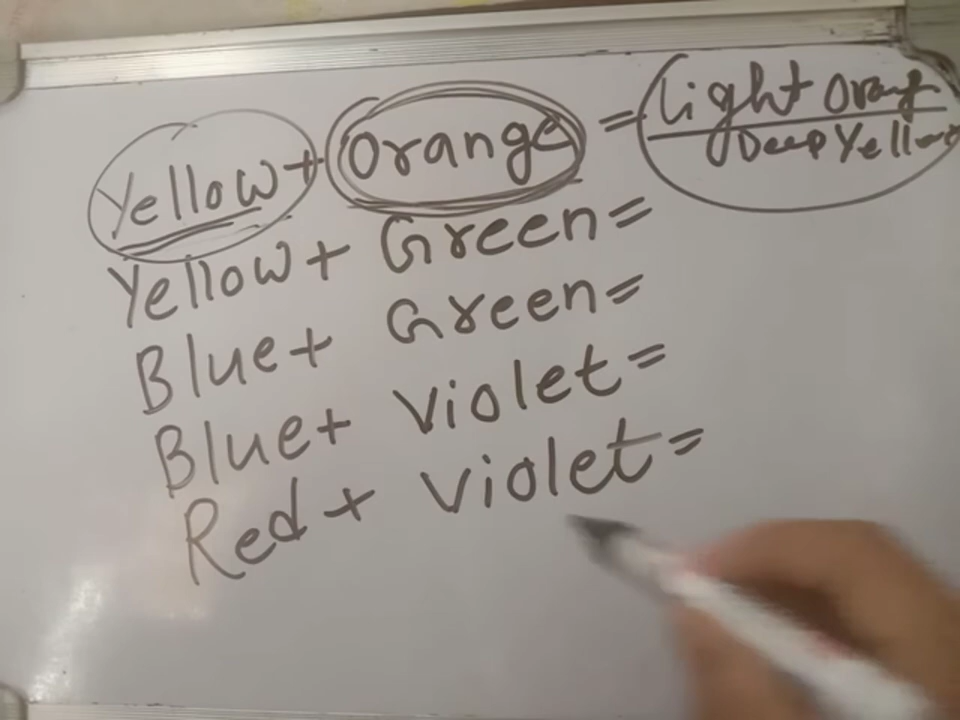 Yellow + Orange = Light Orange
Deep Yellow
Yellow + Green =
Blue + Green =
Blue + Violet =
Red + Violet =